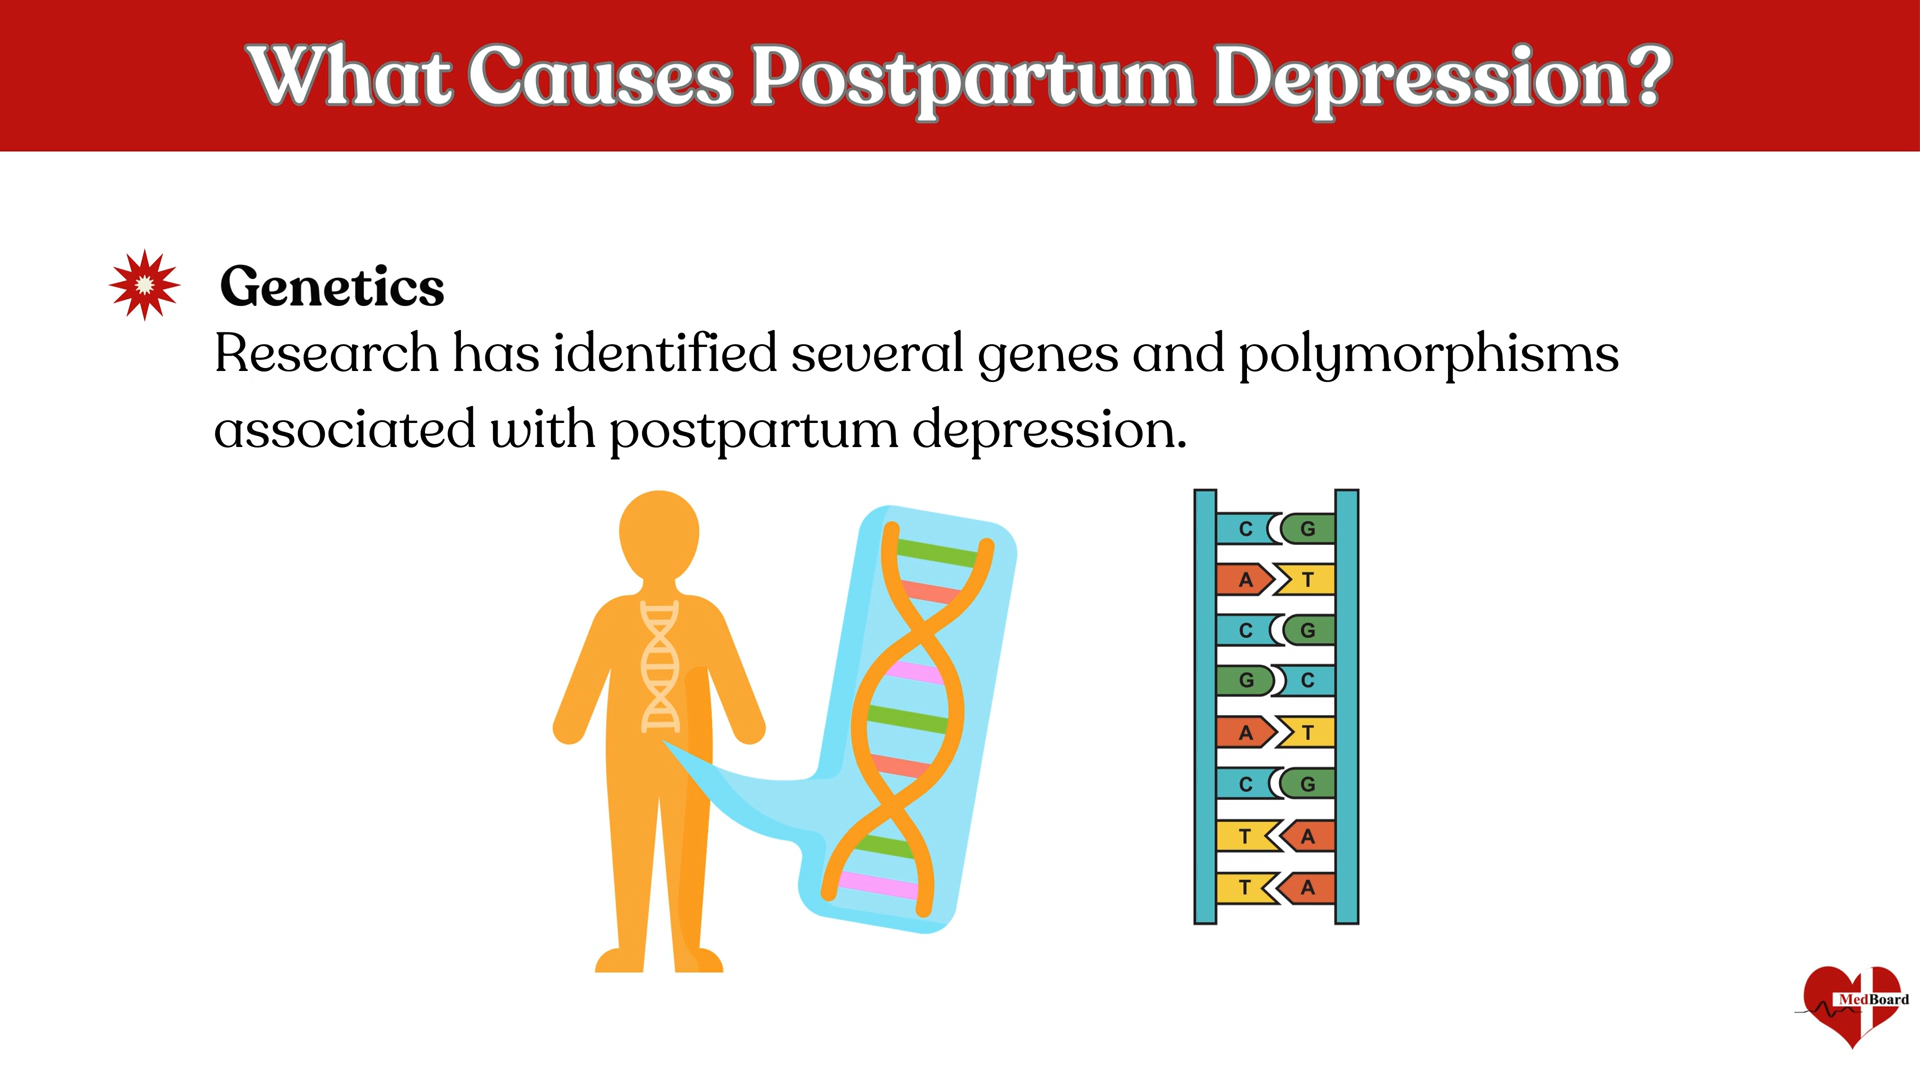 What Causes Postpartum Depression?
Genetics
Research has identified several genes and polymorphisms
associated with postpartum depression.
C G
A T
C G
G C
A T
C G
T A
T A
MedBoard